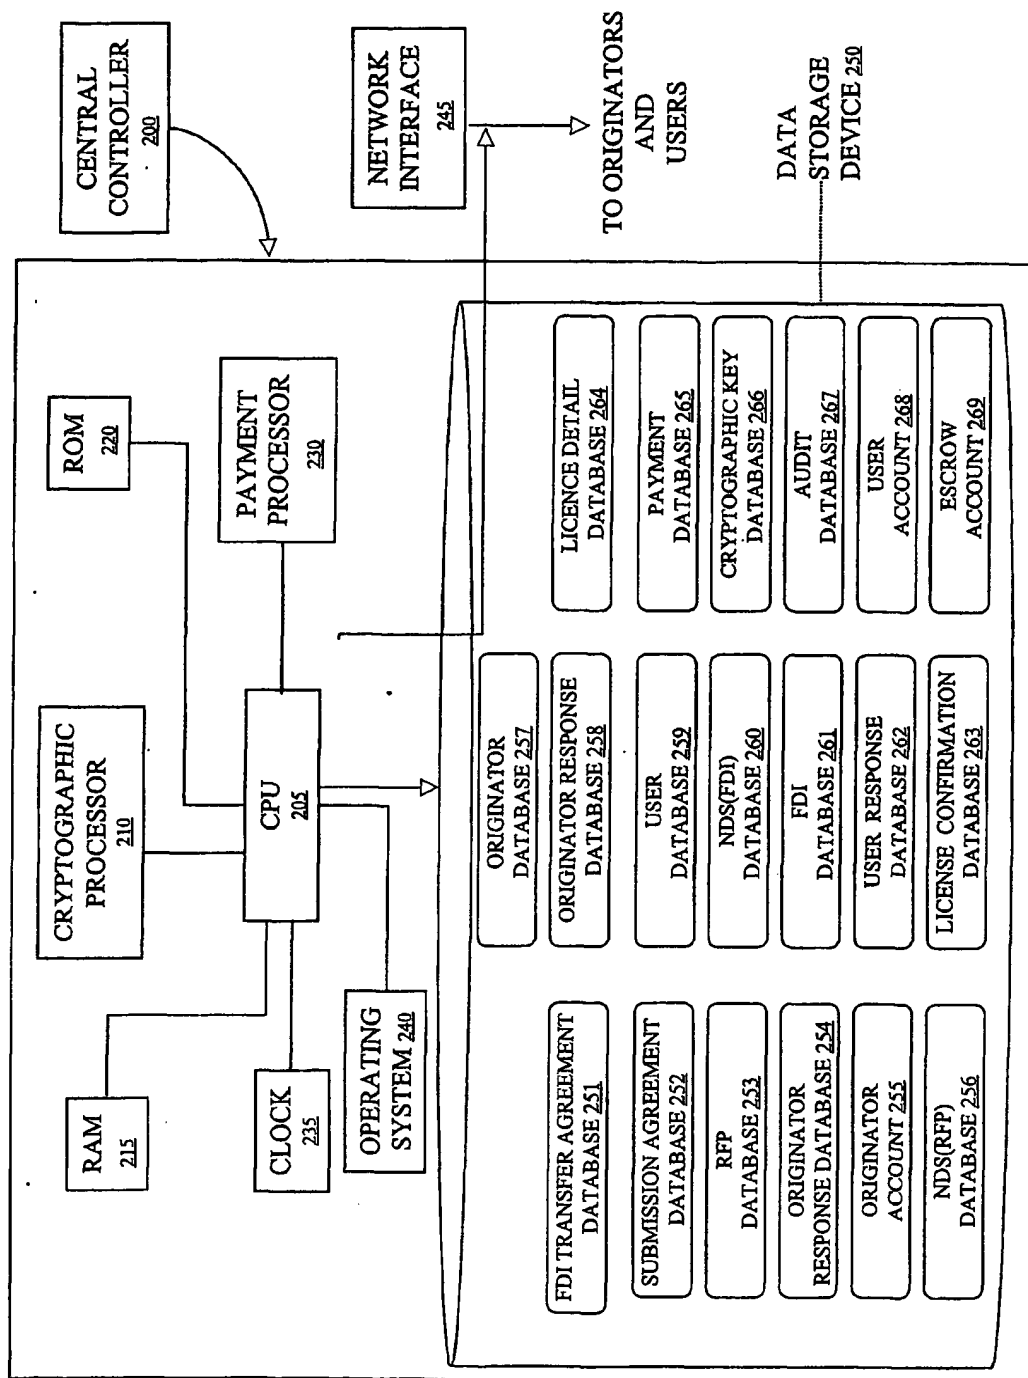 CENTRAL
CONTROLLER
200
NETWORK
INTERFACE
245
TO ORIGINATORS
AND
USERS
DATA
STORAGE
DEVICE 250
ROM
220
PAYMENT
PROCESSOR
230
CRYPTOGRAPHIC
PROCESSOR
210
CPU
205
RAM
215
CLOCK
235
OPERATING
SYSTEM 240
FDI TRANSFER AGREEMENT
DATABASE 251
SUBMISSION AGREEMENT
DATABASE 252
RFP
DATABASE 253
ORIGINATOR
RESPONSE DATABASE 254
ORIGINATOR
ACCOUNT 255
NDS(RFP)
DATABASE 256
ORIGINATOR
DATABASE 257
ORIGINATOR RESPONSE
DATABASE 258
USER
DATABASE 259
NDS(FDI)
DATABASE 260
FDI
DATABASE 261
USER RESPONSE
DATABASE 262
LICENSE CONFIRMATION
DATABASE 263
LICENCE DETAIL
DATABASE 264
PAYMENT
DATABASE 265
CRYPTOGRAPHIC KEY
DATABASE 266
AUDIT
DATABASE 267
USER
ACCOUNT 268
ESCROW
ACCOUNT 269